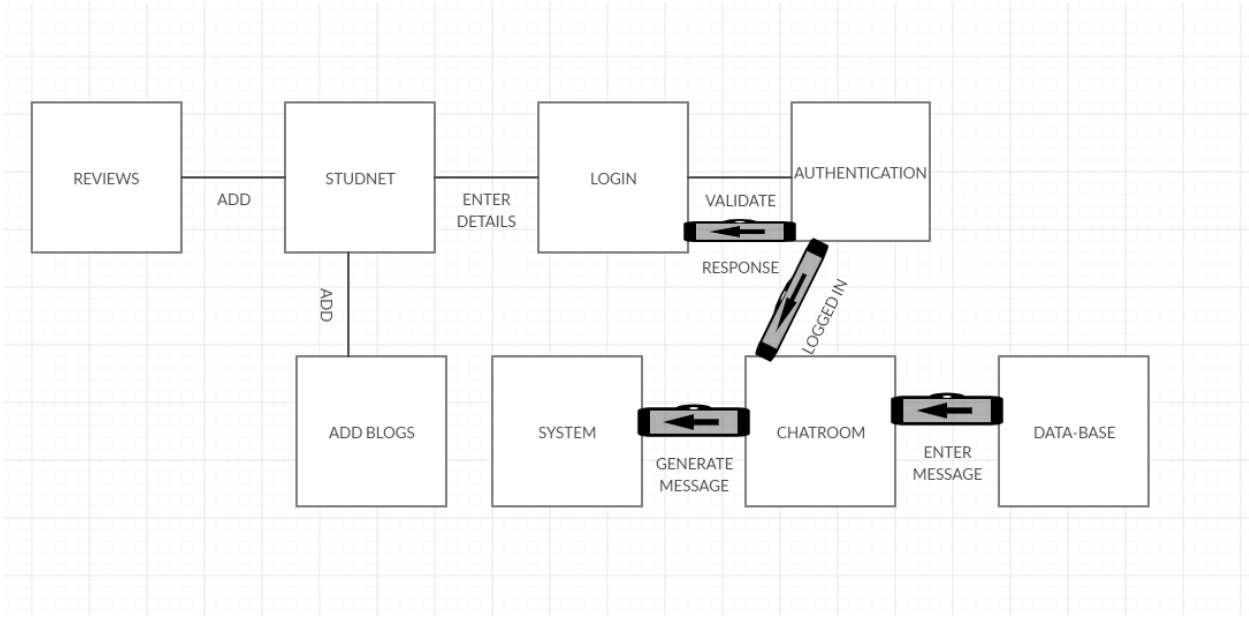 REVIEWS
ADD
STUDNET
ENTER
DETAILS
LOGIN
VALIDATE
RESPONSE
AUTHENTICATION
LOGGED IN
ADD
ADD BLOGS
SYSTEM
GENERATE
MESSAGE
CHATROOM
ENTER
MESSAGE
DATA-BASE